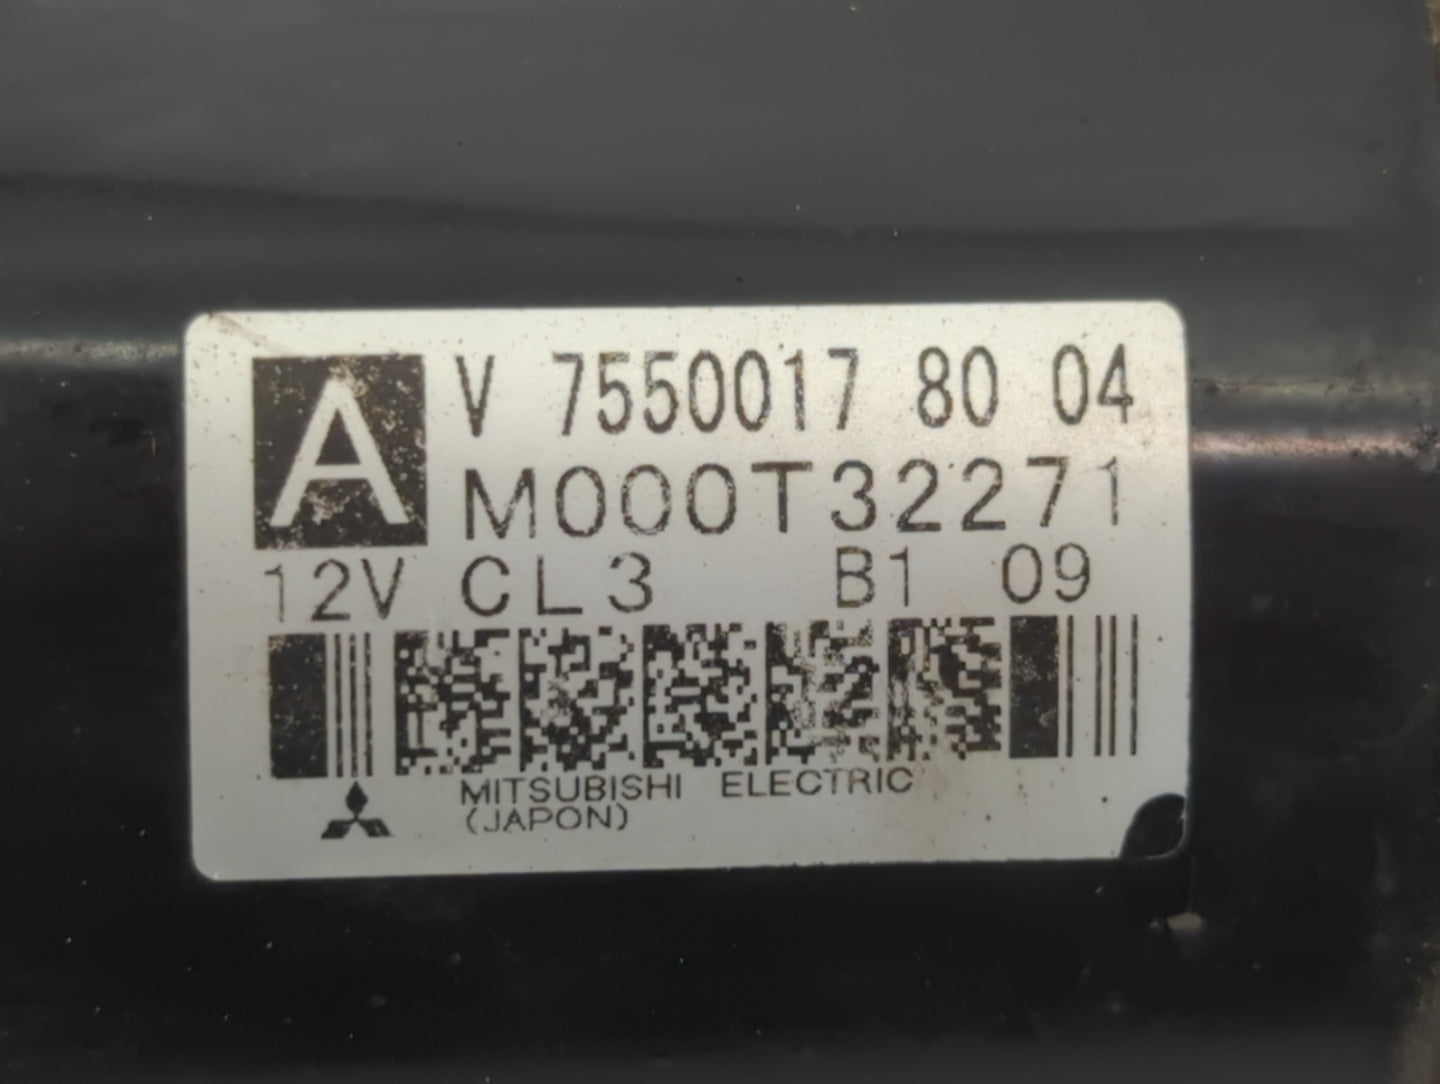 A V 7550017 80 04
M000T32271
12V CL3 B1 09
MITSUBISHI ELECTRIC
(JAPON)